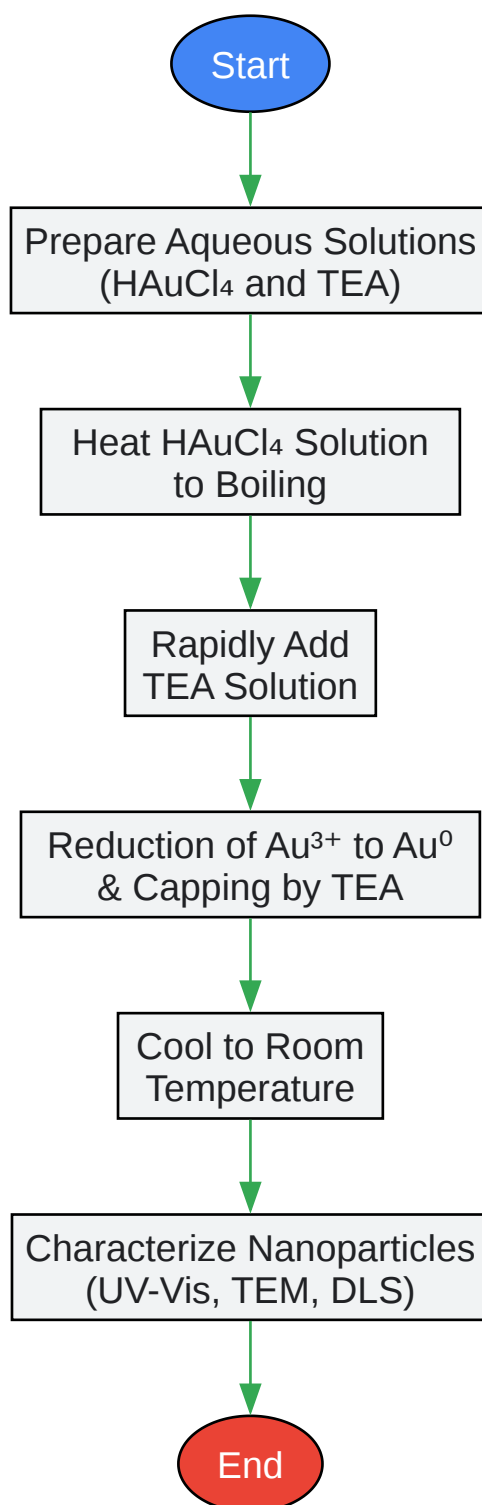 Start
Prepare Aqueous Solutions
(HAuCl₄ and TEA)
Heat HAuCl₄ Solution
to Boiling
Rapidly Add
TEA Solution
Reduction of Au³⁺ to Au⁰
& Capping by TEA
Cool to Room
Temperature
Characterize Nanoparticles
(UV-Vis, TEM, DLS)
End